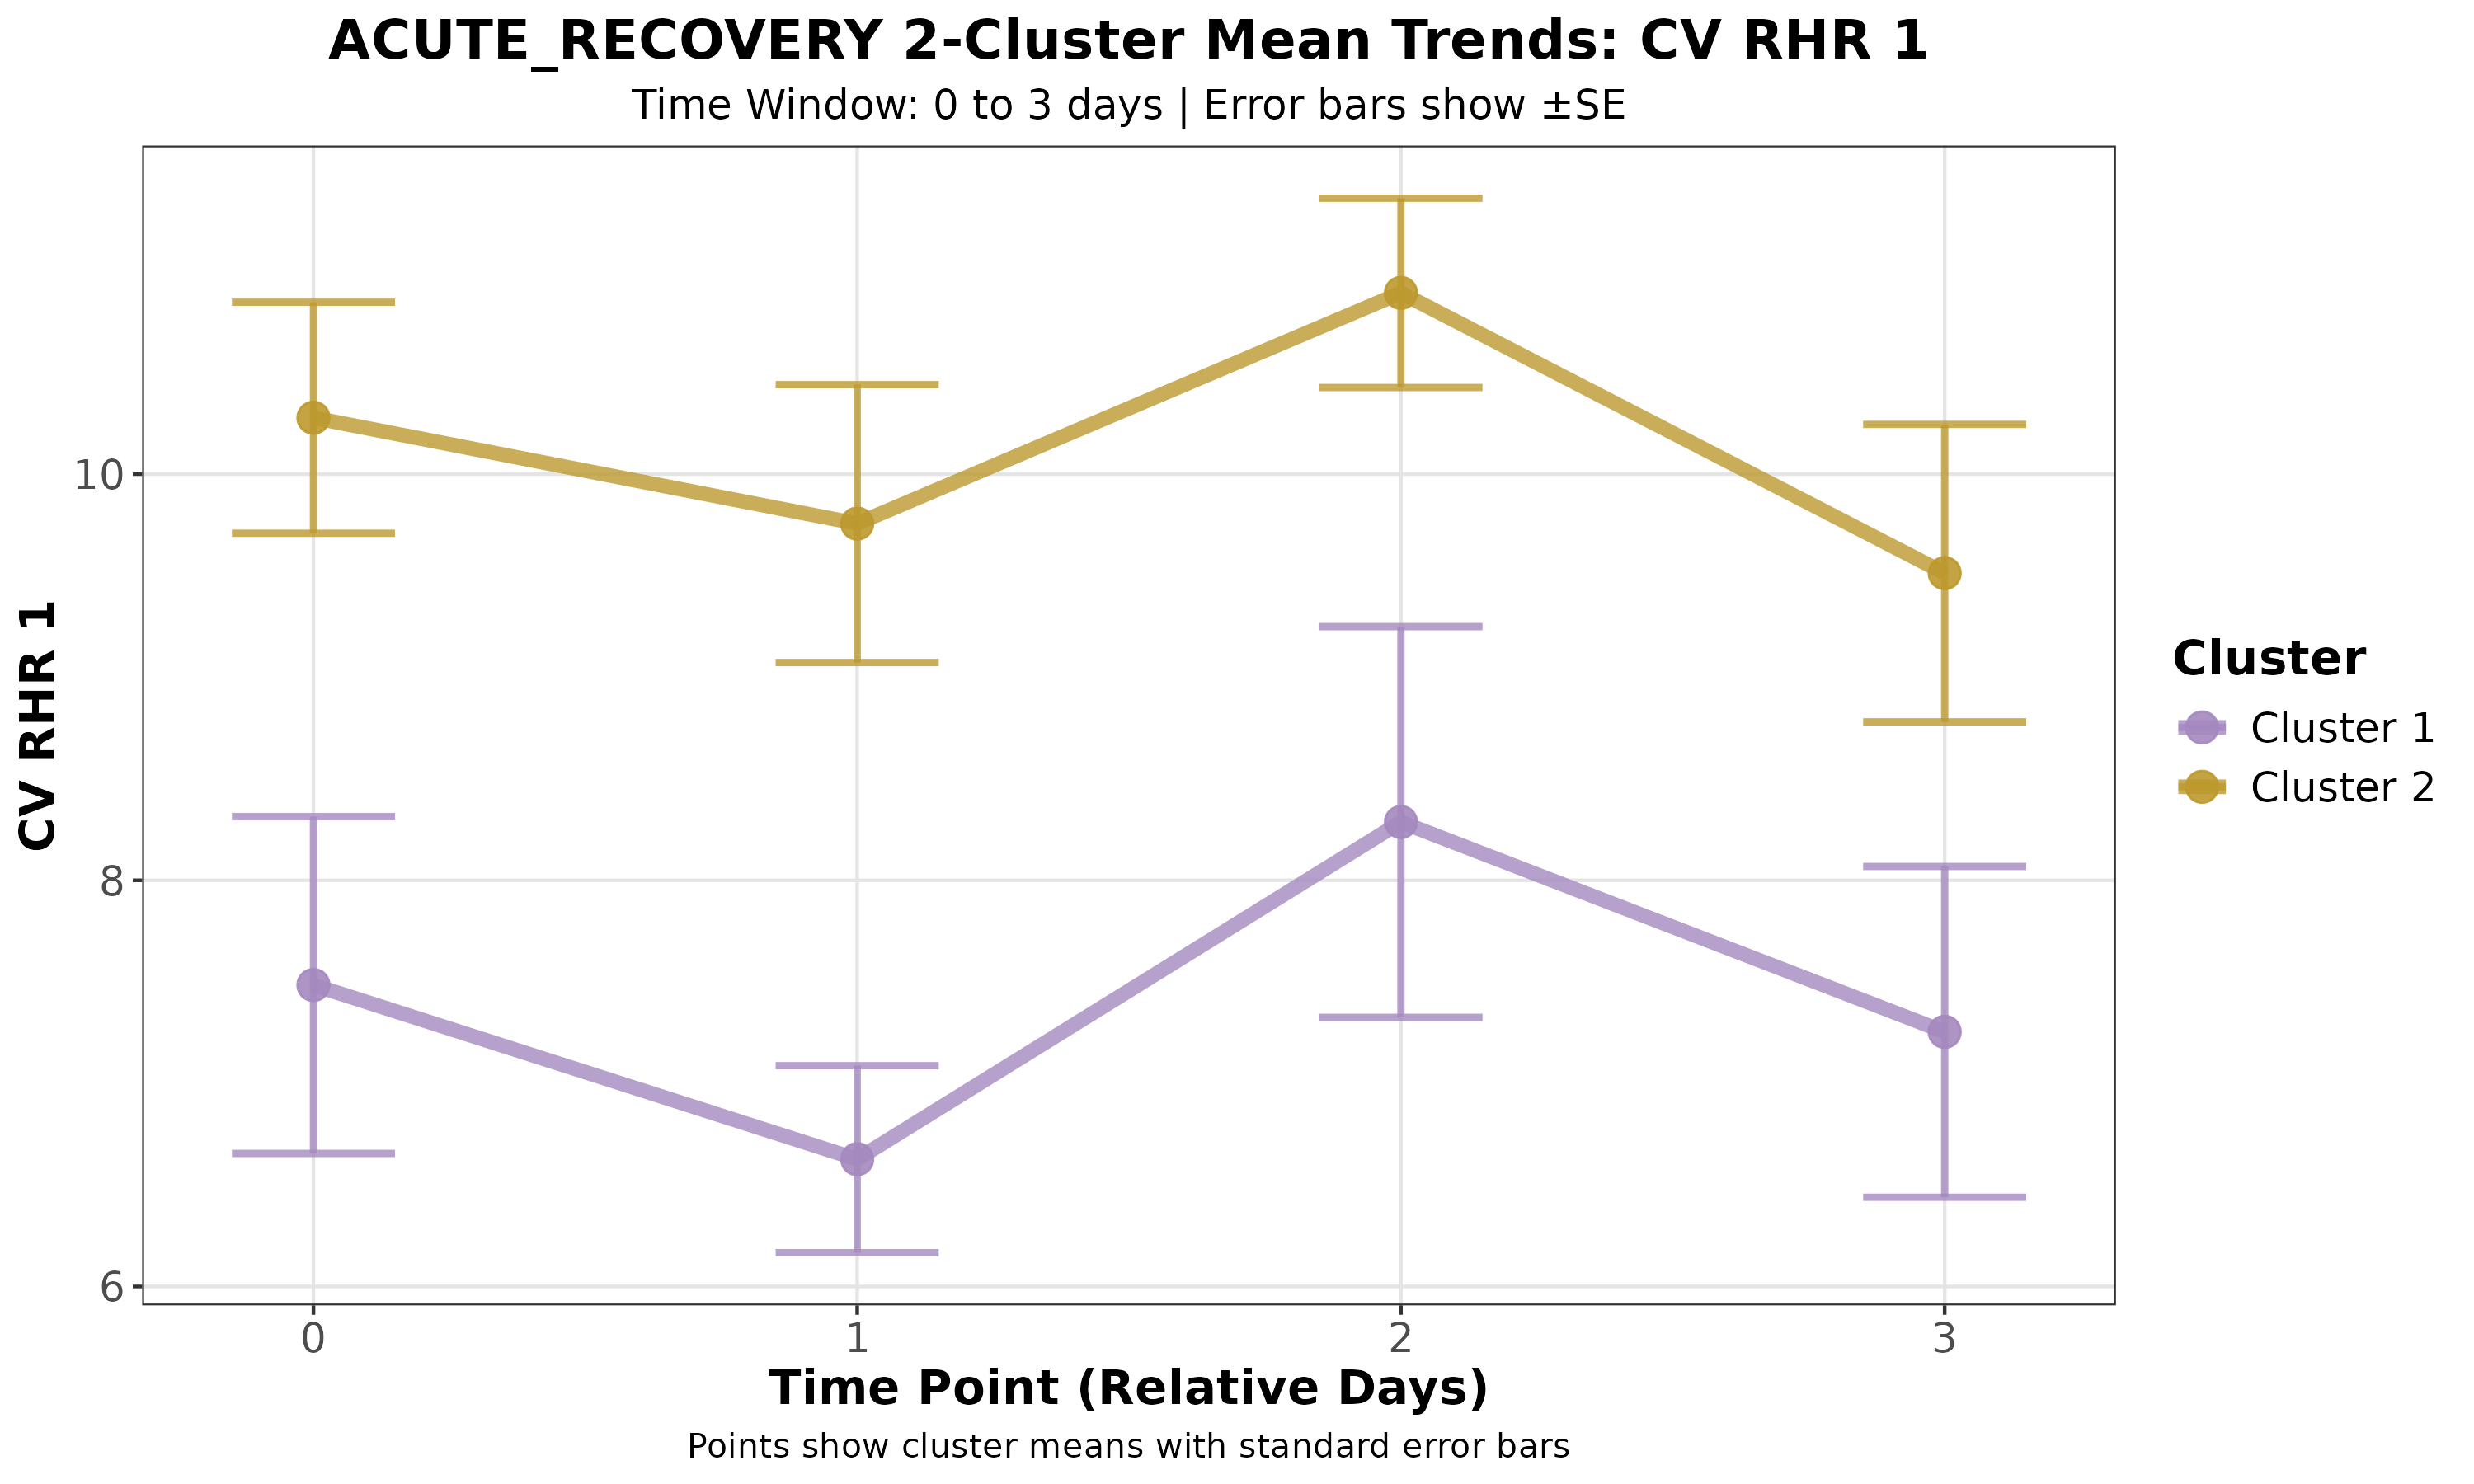 ACUTE_RECOVERY 2-Cluster Mean Trends: CV RHR 1
Time Window: 0 to 3 days | Error bars show ±SE
CV RHR 1
10
8
6
0
1
2
3
Time Point (Relative Days)
Points show cluster means with standard error bars
Cluster
Cluster 1
Cluster 2